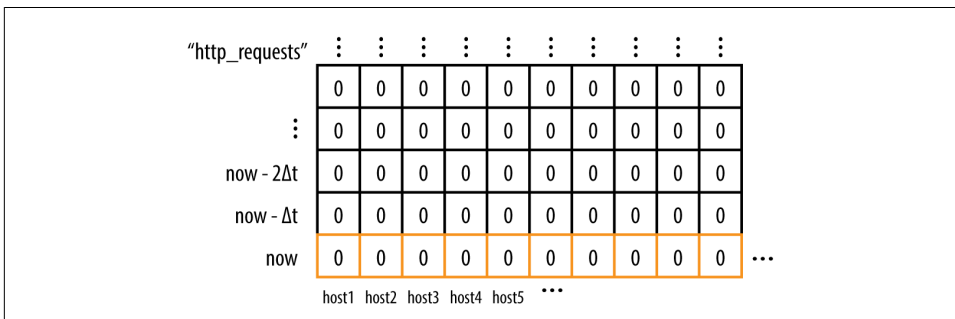 “http_requests” ⋮ ⋮ ⋮ ⋮ ⋮ ⋮ ⋮ ⋮ ⋮ ⋮
0 0 0 0 0 0 0 0 0 0
⋮ 0 0 0 0 0 0 0 0 0 0
now - 2Δt 0 0 0 0 0 0 0 0 0 0
now - Δt 0 0 0 0 0 0 0 0 0 0
now 0 0 0 0 0 0 0 0 0 0 ...
host1 host2 host3 host4 host5 ...